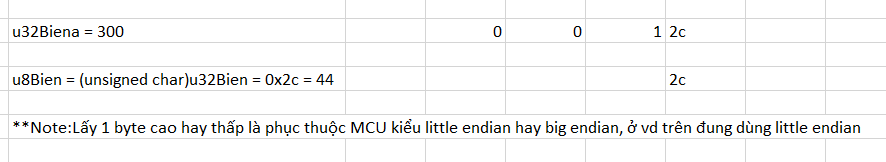 u32Biena = 300 0 0 1 2c
u8Bien = (unsigned char)u32Bien = 0x2c = 44 2c
**Note:Lấy 1 byte cao hay thấp là phục thuộc MCU kiểu little endian hay big endian, ở vd trên đung dùng little endian